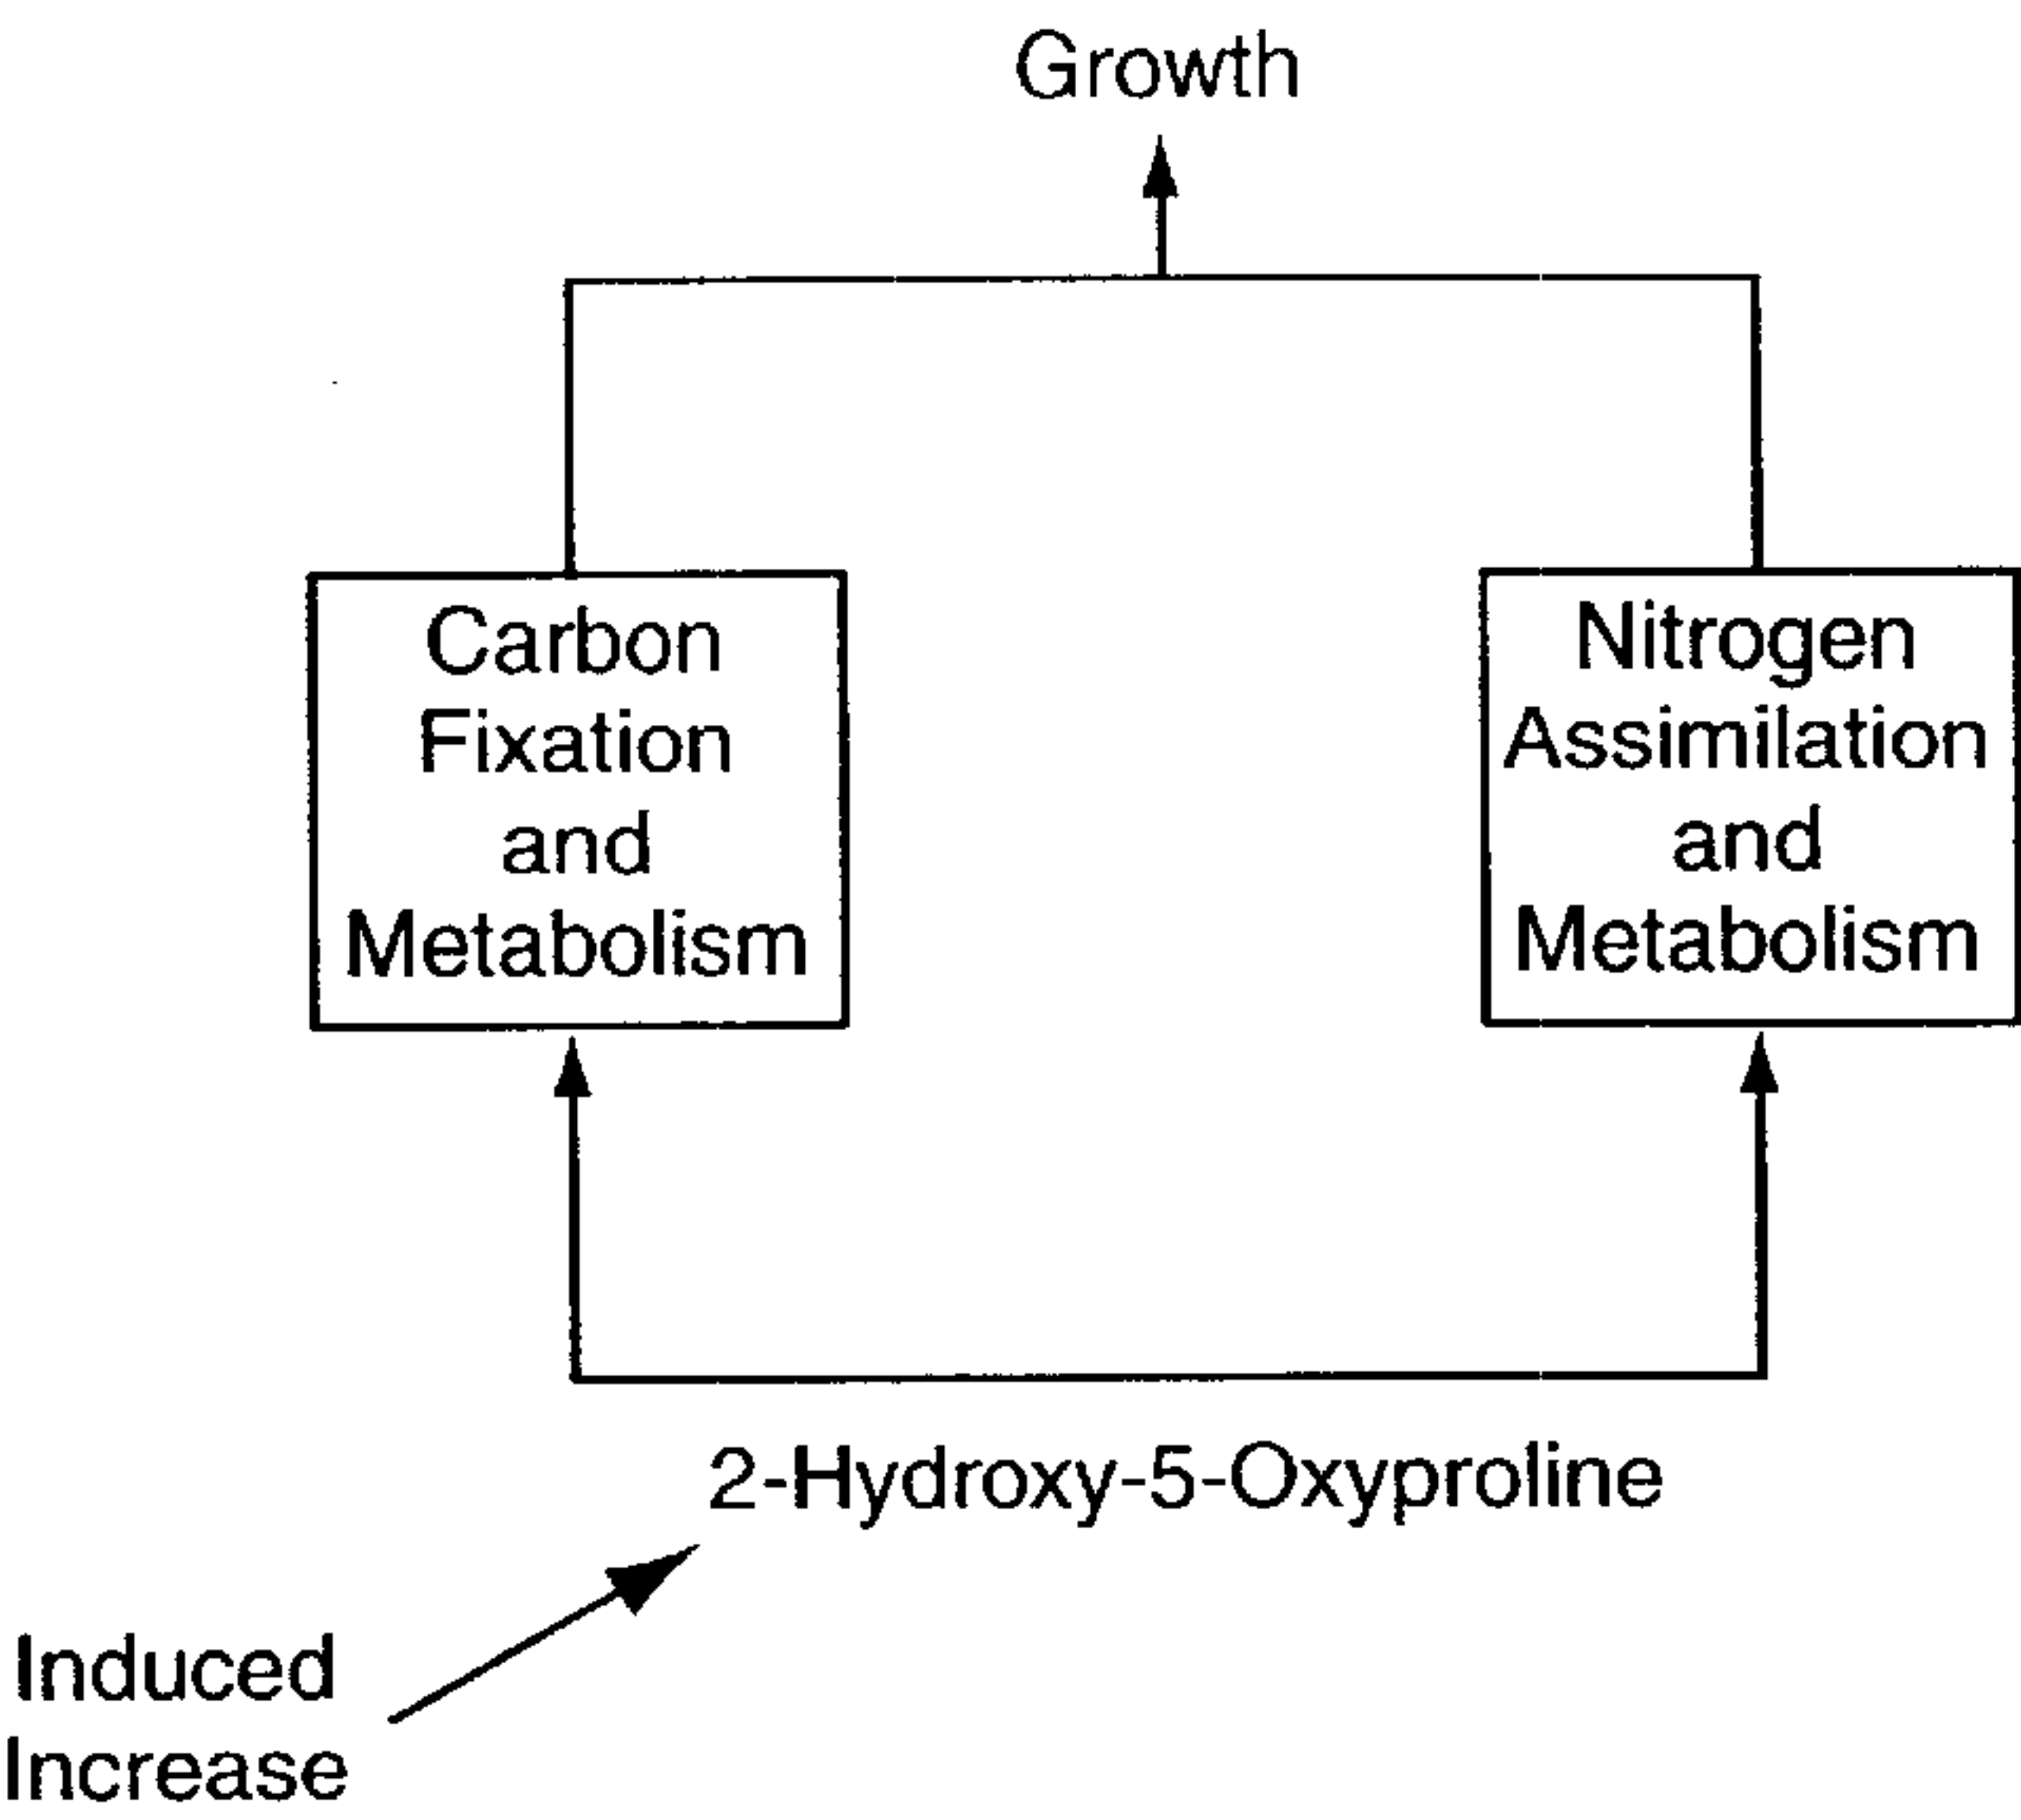 Growth
Carbon
Fixation
and
Metabolism
Nitrogen
Assimilation
and
Metabolism
2-Hydroxy-5-Oxyproline
Induced
Increase